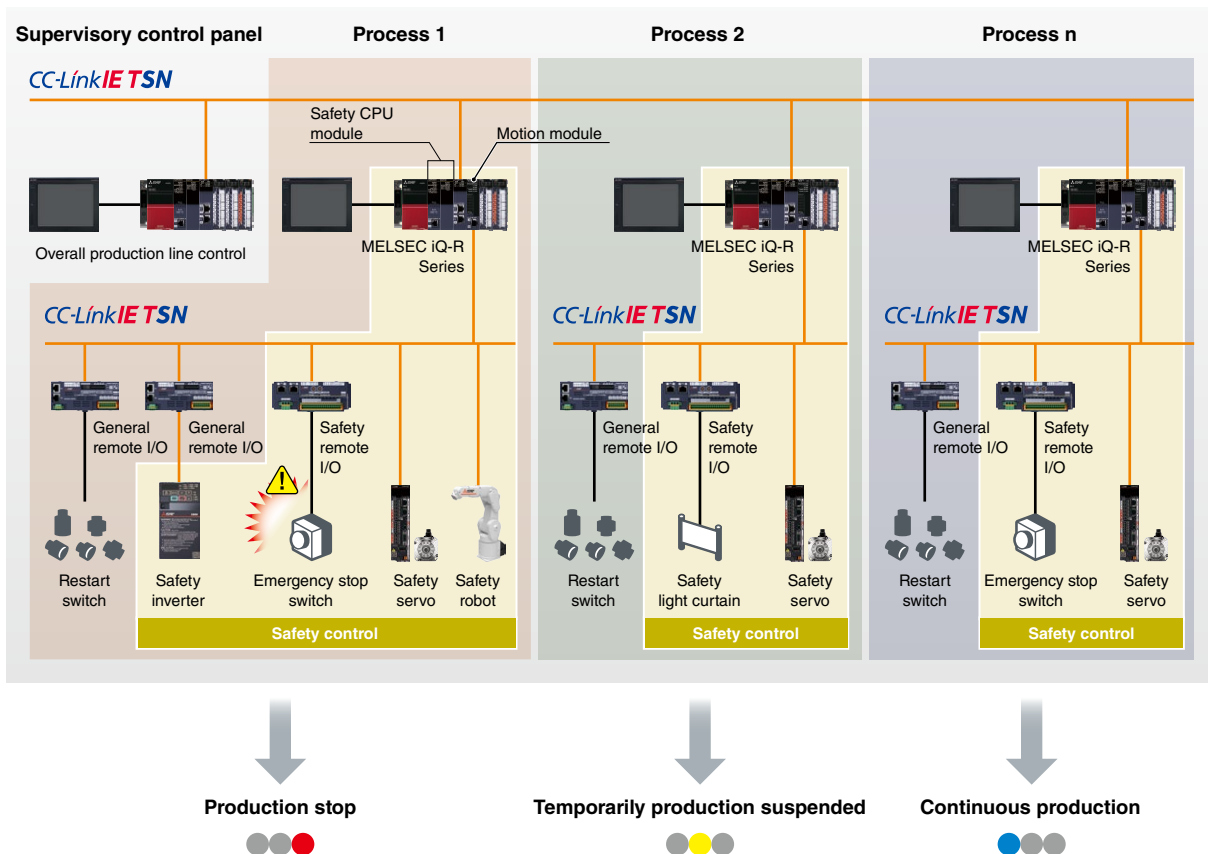 Supervisory control panel
Process 1
Process 2
Process n
CC-Link IE TSN
Safety CPU
module
Motion module
Overall production line control
MELSEC iQ-R
Series
MELSEC iQ-R
Series
MELSEC iQ-R
Series
CC-Link IE TSN
CC-Link IE TSN
CC-Link IE TSN
General
remote I/O
General
remote I/O
Safety
remote
I/O
General
remote I/O
Safety
remote
I/O
General
remote I/O
Safety
remote
I/O
Restart
switch
Safety
inverter
Emergency stop
switch
Safety
servo
Safety
robot
Restart
switch
Safety
light curtain
Safety
servo
Restart
switch
Emergency stop
switch
Safety
servo
Safety control
Safety control
Safety control
Production stop
Temporarily production suspended
Continuous production